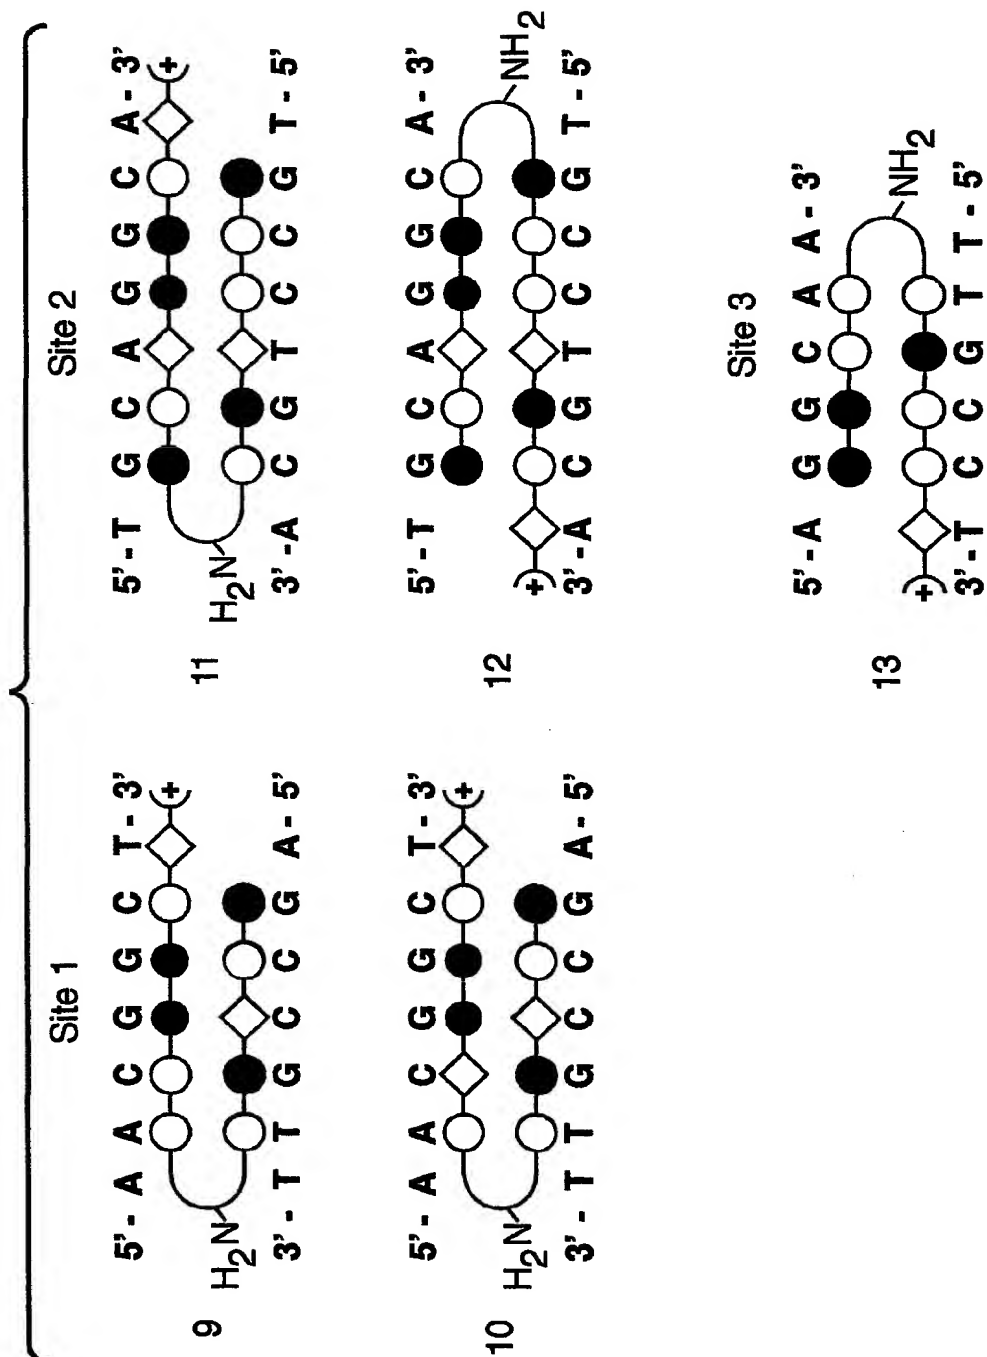 Site 1
5'- A A C G G C T- 3'
+
H2N
3'- T T G C C G A- 5'
9
5'- A A C G G C T- 3'
+
H2N
3'- T T G C C G A- 5'
10
Site 2
5'- T G C A G G C A- 3'
+
H2N
3'-A C G T C C G T- 5'
11
5'- T G C A G G C A- 3'
NH2
+
3'-A C G T C C G T- 5'
12
Site 3
5'- A G G C A A- 3'
NH2
+
3'-T C C G T T- 5'
13